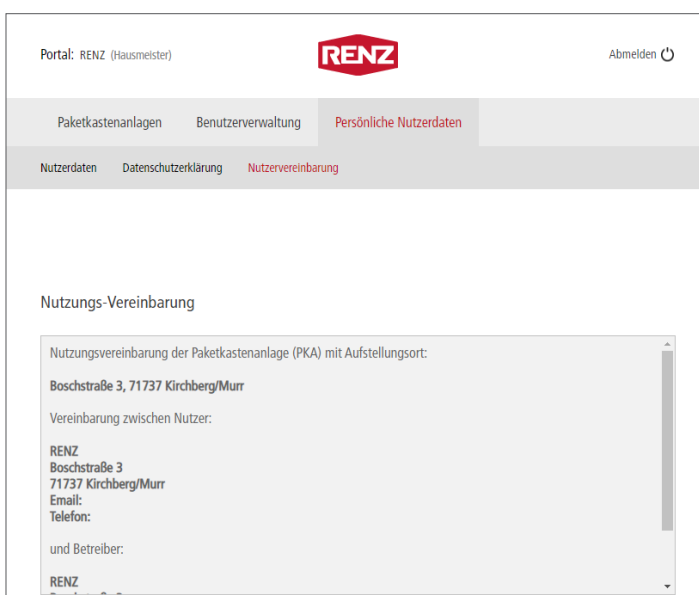 Portal: RENZ (Hausmeister)
RENZ
Abmelden
Paketkastenanlagen Benutzerverwaltung Persönliche Nutzerdaten
Nutzerdaten Datenschutzerklärung Nutzervereinbarung
Nutzungs-Vereinbarung
Nutzungsvereinbarung der Paketkastenanlage (PKA) mit Aufstellungsort:
Boschstraße 3, 71737 Kirchberg/Murr
Vereinbarung zwischen Nutzer:
RENZ
Boschstraße 3
71737 Kirchberg/Murr
Email:
Telefon:
und Betreiber:
RENZ